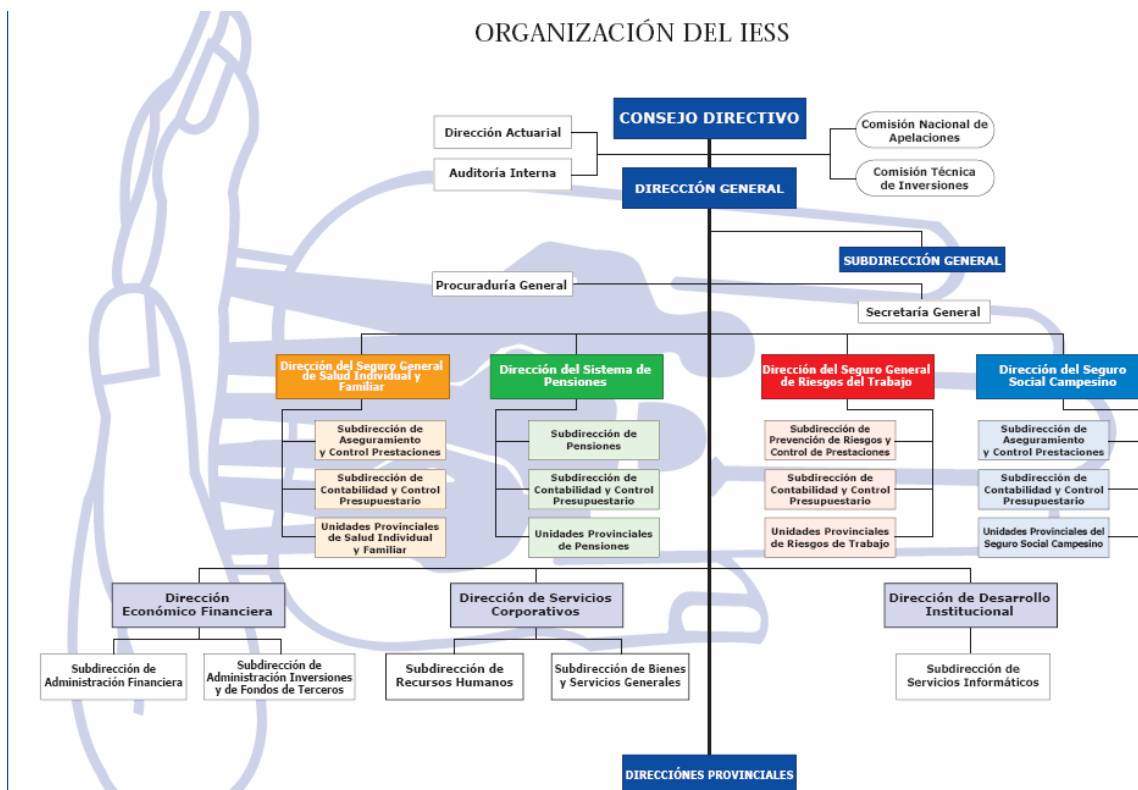 ORGANIZACIÓN DEL IESS
CONSEJO DIRECTIVO
Dirección Actuarial
Auditoría Interna
Comisión Nacional de
Apelaciones
Comisión Técnica
de Inversiones
DIRECCIÓN GENERAL
SUBDIRECCIÓN GENERAL
Procuraduría General
Secretaría General
Dirección del Seguro General
de Salud Individual y
Familiar
Dirección del Sistema de
Pensiones
Dirección del Seguro General
de Riesgos del Trabajo
Dirección del Seguro
Social Campesino
Subdirección de
Aseguramiento
y Control Prestaciones
Subdirección de
Pensiones
Subdirección de
Prevención de Riesgos y
Control de Prestaciones
Subdirección de
Aseguramiento
y Control Prestaciones
Subdirección de
Contabilidad y Control
Presupuestario
Subdirección de
Contabilidad y Control
Presupuestario
Subdirección de
Contabilidad y Control
Presupuestario
Subdirección de
Contabilidad y Control
Presupuestario
Unidades Provinciales
de Salud Individual
y Familiar
Unidades Provinciales
de Pensiones
Unidades Provinciales
de Riesgos de Trabajo
Unidades Provinciales del
Seguro Social Campesino
Dirección
Económico Financiera
Dirección de Servicios
Corporativos
Dirección de Desarrollo
Institucional
Subdirección de
Administración Financiera
Subdirección de
Administración Inversiones
y de Fondos de Terceros
Subdirección de
Recursos Humanos
Subdirección de Bienes
y Servicios Generales
Subdirección de
Servicios Informáticos
DIRECCIÓNES PROVINCIALES